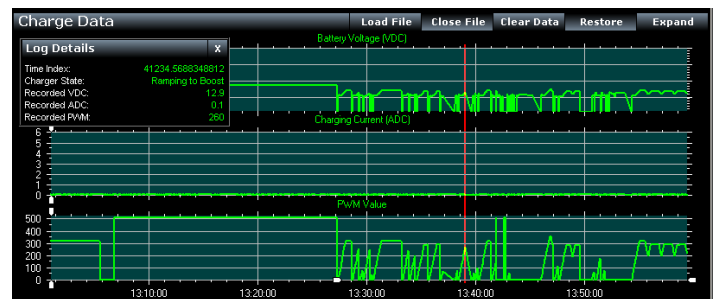 Charge Data Load File Close File Clear Data Restore Expand
Battery Voltage (VDC)
Log Details X
Time Index: 41234.5688348812
Charger State: Ramping to Boost
Recorded VDC: 12.9
Recorded ADC: 0.1
Recorded PWM: 260
Charging Current (ADC)
6
5
4
3
2
1
0
PWM Value
500
400
300
200
100
0
13:10:00 13:20:00 13:30:00 13:40:00 13:50:00